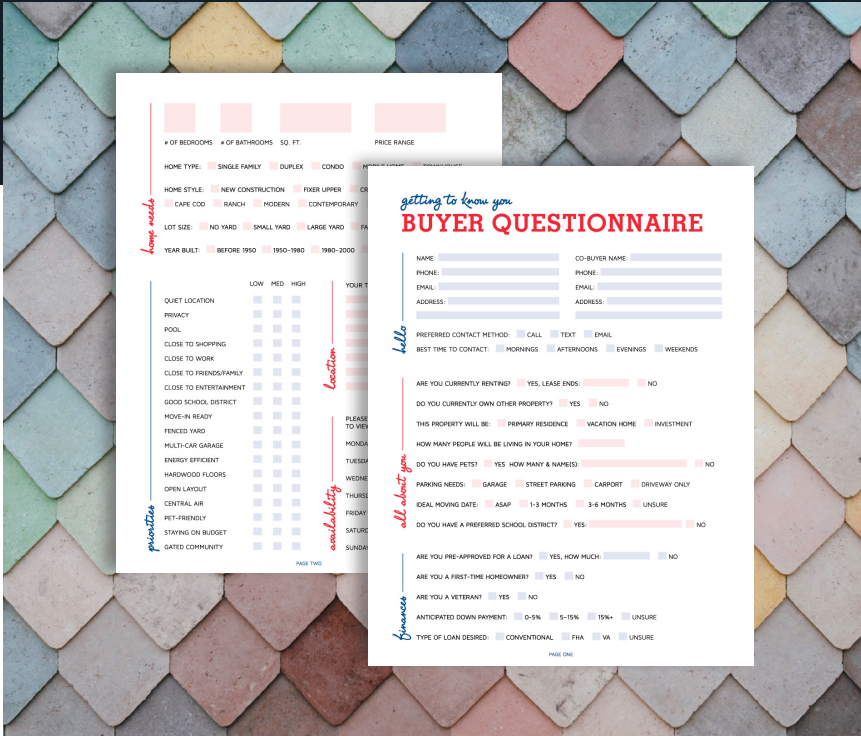 # OF BEDROOMS # OF BATHROOMS SQ. FT. PRICE RANGE
HOME TYPE: SINGLE FAMILY DUPLEX CONDO MOBILE HOME TOWNHOUSE
HOME STYLE: NEW CONSTRUCTION FIXER UPPER
CAPE COD RANCH MODERN CONTEMPORARY
LOT SIZE: NO YARD SMALL YARD LARGE YARD
YEAR BUILT: BEFORE 1950 1950-1980 1980-2000
home needs
LOW MED HIGH
QUIET LOCATION
PRIVACY
POOL
CLOSE TO SHOPPING
CLOSE TO WORK
CLOSE TO FRIENDS/FAMILY
CLOSE TO ENTERTAINMENT
GOOD SCHOOL DISTRICT
MOVE-IN READY
FENCED YARD
MULTI-CAR GARAGE
ENERGY EFFICIENT
HARDWOOD FLOORS
OPEN LAYOUT
CENTRAL AIR
PET-FRIENDLY
STAYING ON BUDGET
GATED COMMUNITY
priorities
YOUR
location
PLEASE
TO
FRIDAY
availability
PAGE TWO
getting to know you
BUYER QUESTIONNAIRE
NAME: CO-BUYER NAME:
PHONE: PHONE:
EMAIL: EMAIL:
ADDRESS: ADDRESS:
PREFERRED CONTACT METHOD: CALL TEXT EMAIL
BEST TIME TO CONTACT: MORNINGS AFTERNOONS EVENINGS WEEKENDS
hello
ARE YOU CURRENTLY RENTING? YES, LEASE ENDS: NO
DO YOU CURRENTLY OWN OTHER PROPERTY? YES NO
THIS PROPERTY WILL BE: PRIMARY RESIDENCE VACATION HOME INVESTMENT
HOW MANY PEOPLE WILL BE LIVING IN YOUR HOME?
DO YOU HAVE PETS? YES HOW MANY & NAME(S): NO
PARKING NEEDS: GARAGE STREET PARKING CARPORT DRIVEWAY ONLY
IDEAL MOVING DATE: ASAP 1-3 MONTHS 3-6 MONTHS UNSURE
DO YOU HAVE A PREFERRED SCHOOL DISTRICT? YES: NO
all about you
ARE YOU PRE-APPROVED FOR A LOAN? YES, HOW MUCH: NO
ARE YOU A FIRST-TIME HOMEOWNER? YES NO
ARE YOU A VETERAN? YES NO
ANTICIPATED DOWN PAYMENT: 0-5% 5-15% 15%+ UNSURE
TYPE OF LOAN DESIRED: CONVENTIONAL FHA VA UNSURE
finances
PAGE ONE